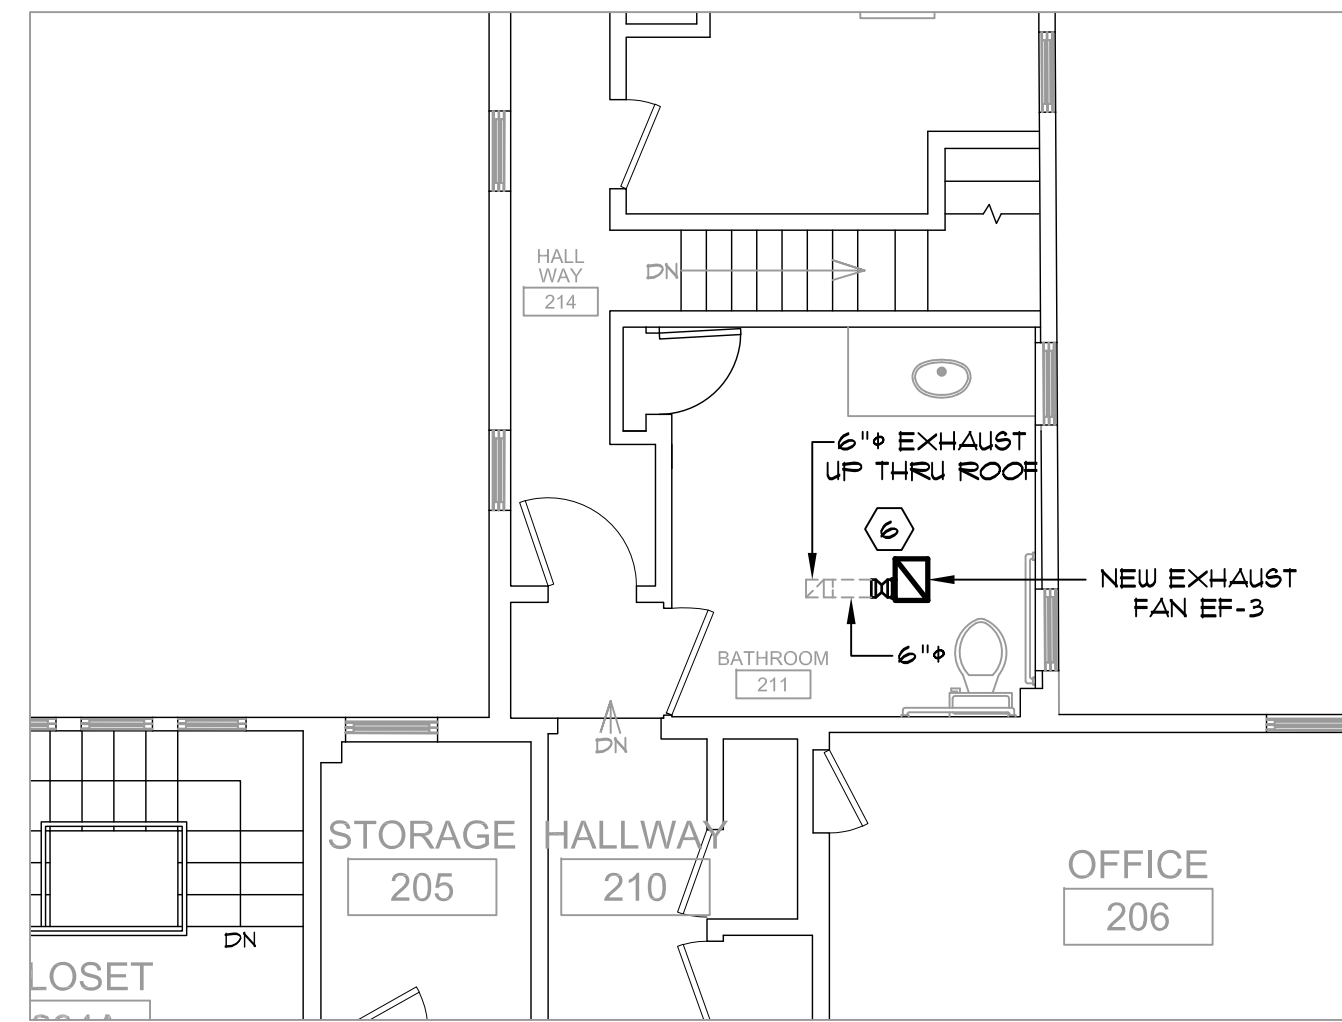 HALL
WAY
214
DN
6"ø EXHAUST
UP THRU ROOF
6
NEW EXHAUST
FAN EF-3
6"ø
BATHROOM
211
DN
STORAGE
205
HALLWAY
210
OFFICE
206
DN
LOSET